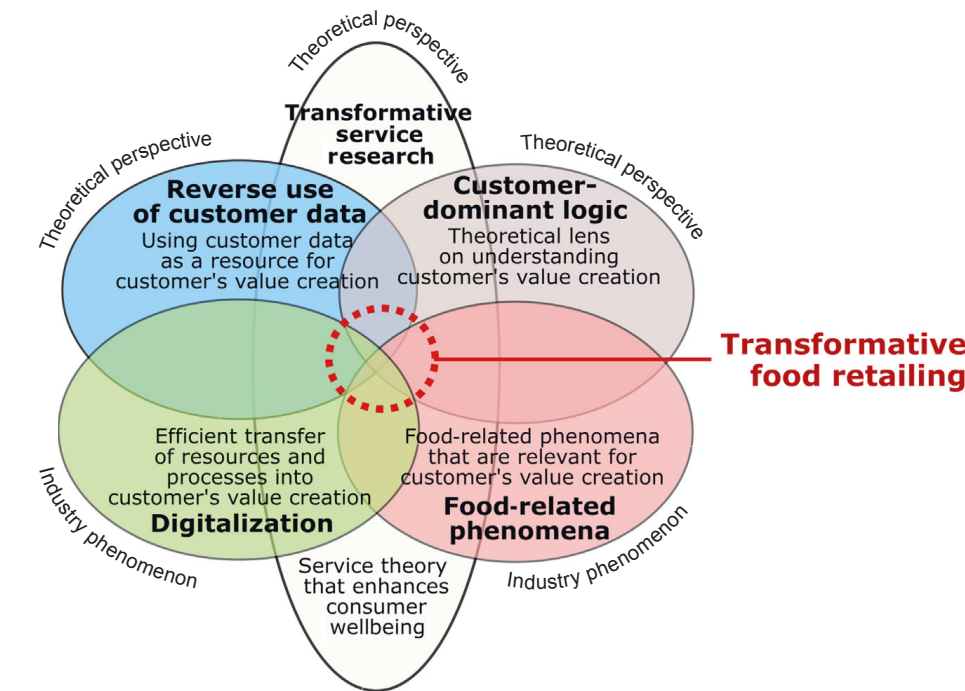 Theoretical perspective
Transformative
service
research
Theoretical perspective
Reverse use
of customer data
Using customer data
as a resource for
customer's value creation
Theoretical perspective
Customer-
dominant logic
Theoretical lens
on understanding
customer's value creation
Transformative
food retailing
Efficient transfer
of resources and
processes into
customer's value creation
Digitalization
Industry phenomenon
Food-related phenomena
that are relevant for
customer's value creation
Food-related
phenomena
Industry phenomenon
Service theory
that enhances
consumer
wellbeing